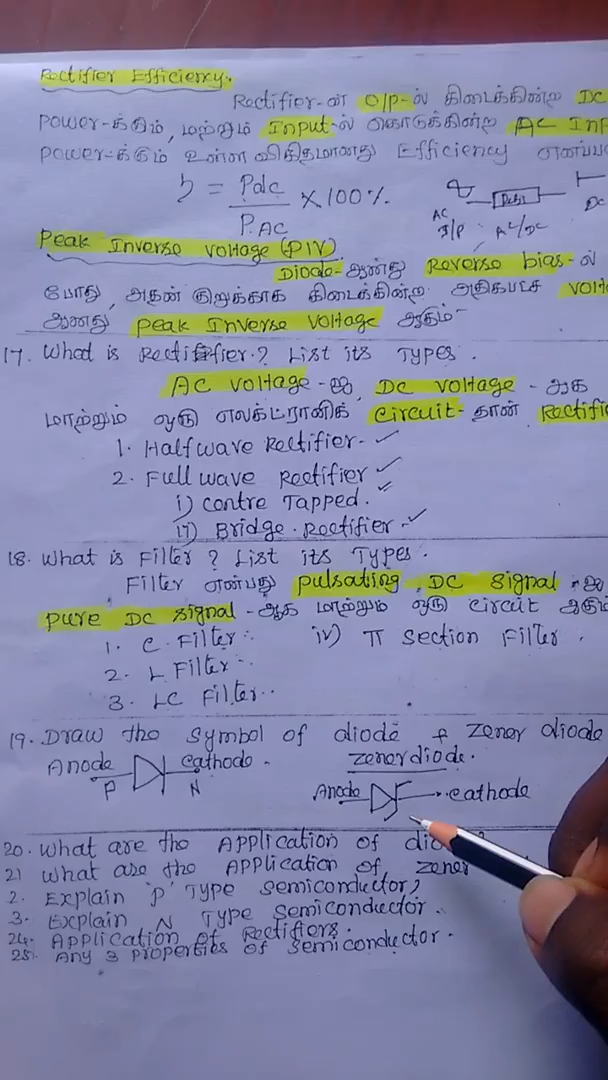 Rectifier Efficiency.
Rectifier-ன் O/P-ல் கிடைக்கின்ற DC
power-க்கும், மற்றும் Input-ல் கொடுக்கின்ற AC Inp
power-க்கும் உள்ள விகிதமானது Efficiency எனப்ப
η = Pdc / PAC × 100%
AC I/P Rect AC/DC DC
Peak Inverse Voltage (PIV)
Diode-ஆனது Reverse bias-ல்
போது, அதன் குறுக்காக கிடைக்கின்ற அதிகபட்ச volt
ஆனது Peak Inverse Voltage ஆகும்
17. What is Rectifier? List its Types.
AC voltage-ஐ DC voltage-ஆக
மாற்றும் ஒரு எலக்ட்ரானிக் circuit-தான் Rectifie
1. Halfwave Rectifier-
2. Full wave Rectifier
i) Centre Tapped.
ii) Bridge. Rectifier-
18. What is Filter? List its Types.
Filter என்பது pulsating DC signal-ஐ
pure DC signal-ஆக மாற்றும் ஒரு circuit ஆகும்
1. C. Filter iv) π section Filter.
2. L Filter
3. LC Filter..
19. Draw the Symbol of diode & Zener diode
Anode P N Cathode. Zener diode.
Anode Cathode
20. What are the Application of
21 What are the Application of Zener
2. Explain 'P' Type Semiconductor,
3. Explain N Type Semiconductor.
24. Application of Rectifiers.
25. Any 3 properties of Semiconductor.